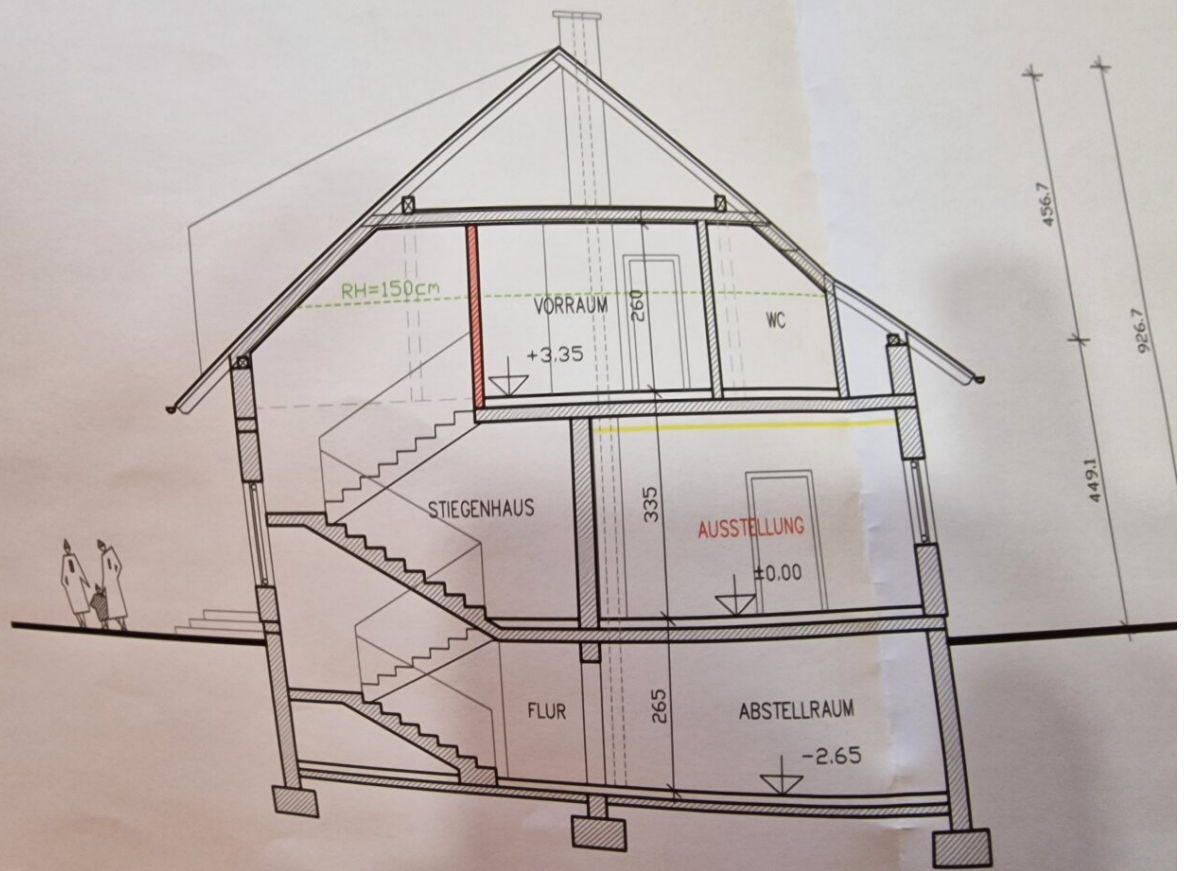 RH=150cm
VORRAUM
260
WC
+3.35
456.7
926.7
STIEGENHAUS
335
AUSSTELLUNG
±0.00
449.1
FLUR
265
ABSTELLRAUM
-2.65